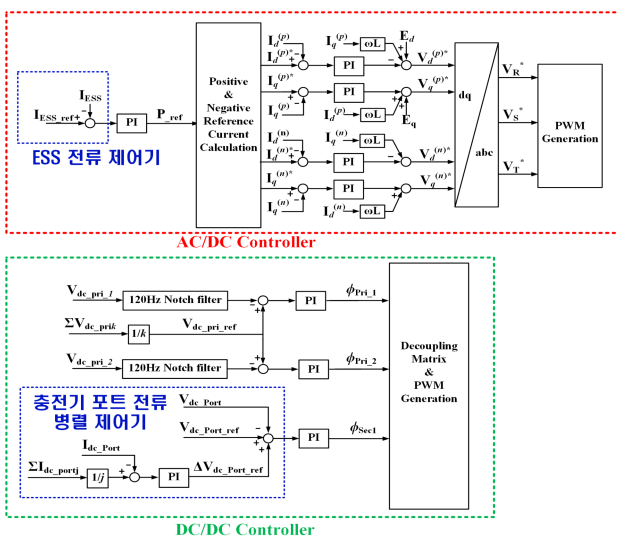 I_d^(p)
I_d^(p)*
I_q^(p)*
I_q^(p)
I_d^(n)
I_d^(n)*
I_q^(n)*
I_q^(n)
I_q^(p)
ωL
E_d
PI
V_d^(p)*
PI
V_q^(p)*
I_d^(p)
ωL
E_q
I_q^(n)
ωL
PI
V_d^(n)*
PI
V_q^(n)*
I_d^(n)
ωL
I_ESS
I_ESS_ref
PI
P_ref
ESS 전류 제어기
Positive
&
Negative
Reference
Current
Calculation
dq
abc
V_R^*
V_S^*
V_T^*
PWM
Generation
AC/DC Controller
V_dc_pri_1
120Hz Notch filter
PI
ϕ_Pri_1
ΣV_dc_prik
1/k
V_dc_pri_ref
V_dc_pri_2
120Hz Notch filter
PI
ϕ_Pri_2
충전기 포트 전류
병렬 제어기
V_dc_Port
V_dc_Port_ref
I_dc_Port
ΣI_dc_portj
1/j
PI
ΔV_dc_Port_ref
PI
ϕ_Sec1
Decoupling
Matrix
&
PWM
Generation
DC/DC Controller